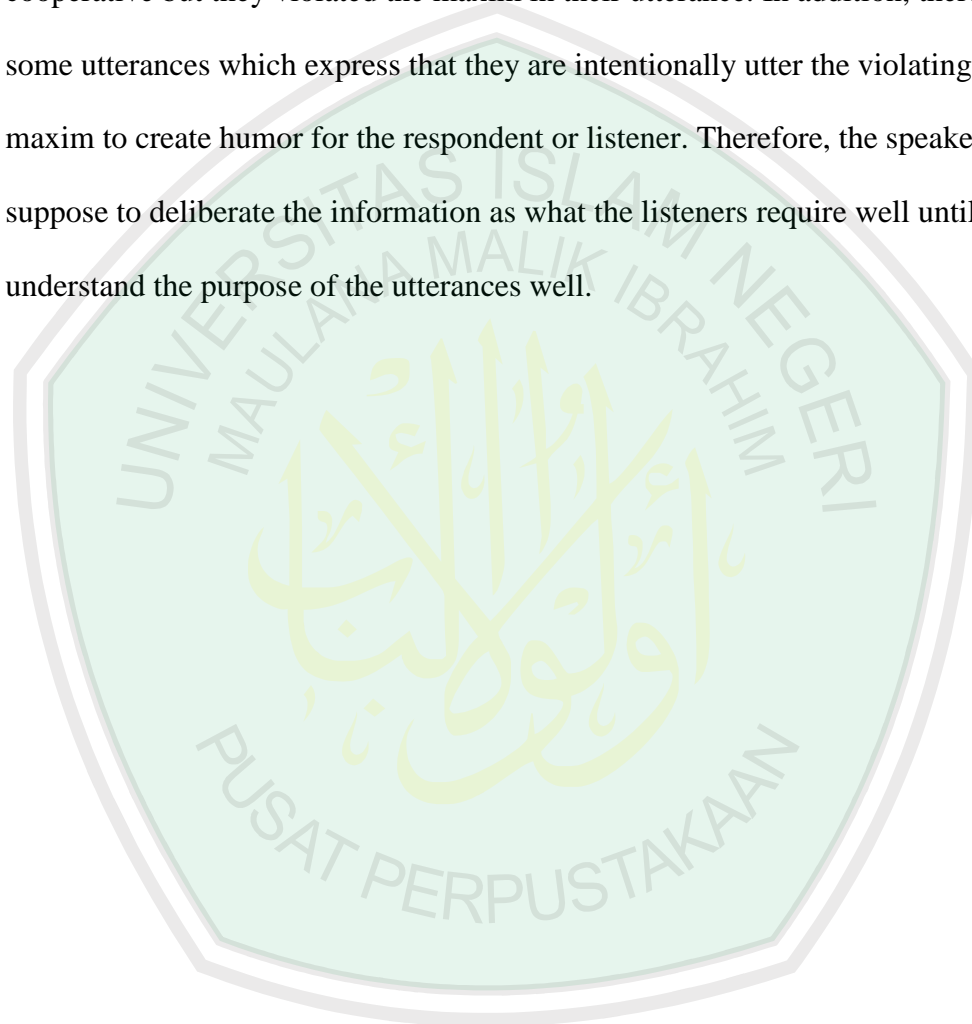 cooperative but they violated the maxim in their utterance. In addition, ther
some utterances which express that they are intentionally utter the violating
maxim to create humor for the respondent or listener. Therefore, the speake
suppose to deliberate the information as what the listeners require well until
understand the purpose of the utterances well.
UNIVERSITAS ISLAM NEGERI
MAULANA MALIK IBRAHIM
PUSAT PERPUSTAKAAN